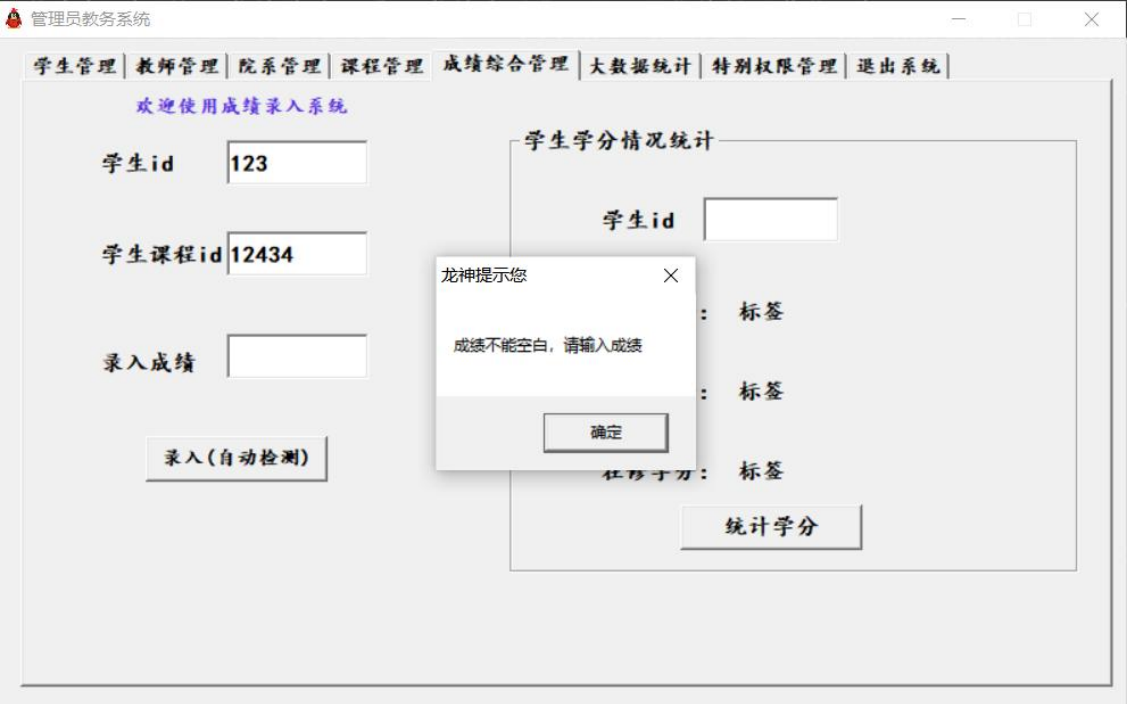 管理员教务系统
学生管理 教师管理 院系管理 课程管理 成绩综合管理 大数据统计 特别权限管理 退出系统
欢迎使用成绩录入系统
学生id 123
学生课程id 12434
录入成绩
录入(自动检测)
学生学分情况统计
学生id
: 标签
: 标签
在修学分: 标签
统计学分
龙神提示您
成绩不能空白，请输入成绩
确定